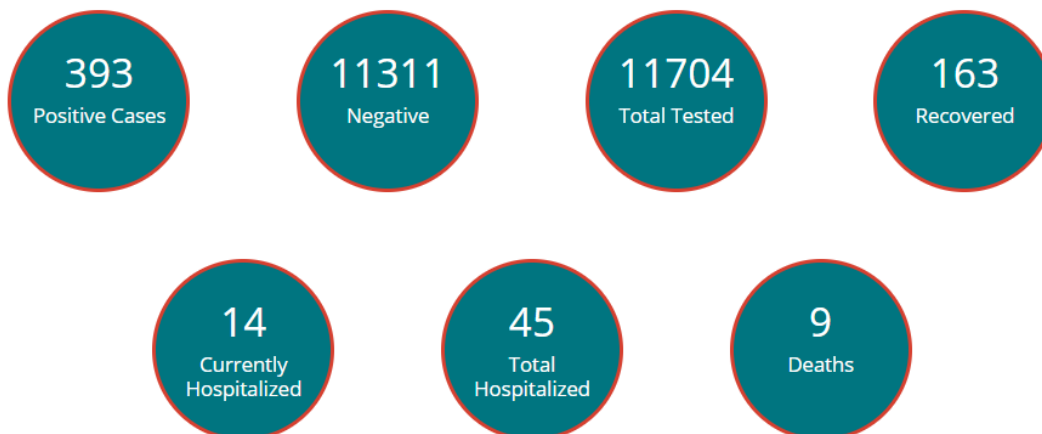 393
Positive Cases
11311
Negative
11704
Total Tested
163
Recovered
14
Currently
Hospitalized
45
Total
Hospitalized
9
Deaths